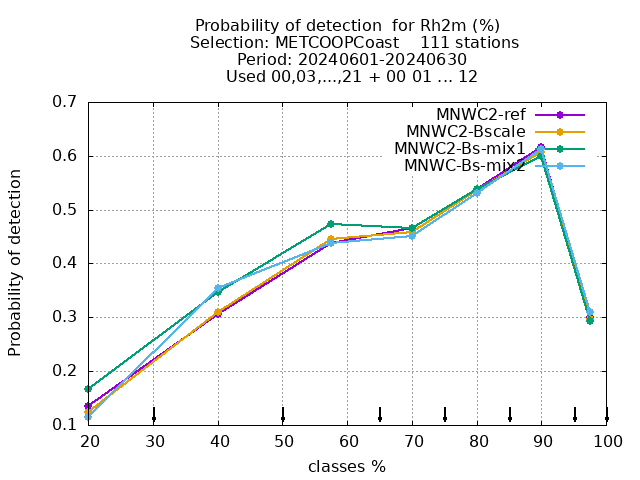 Probability of detection  for Rh2m (%)
Selection: METCOOPCoast    111 stations
Period: 20240601-20240630
Used 00,03,...,21 + 00 01 ... 12
MNWC2-ref
MNWC2-Bscale
MNWC2-Bs-mix1
MNWC-Bs-mix2
Probability of detection
0.7
0.6
0.5
0.4
0.3
0.2
0.1
20 30 40 50 60 70 80 90 100
classes %